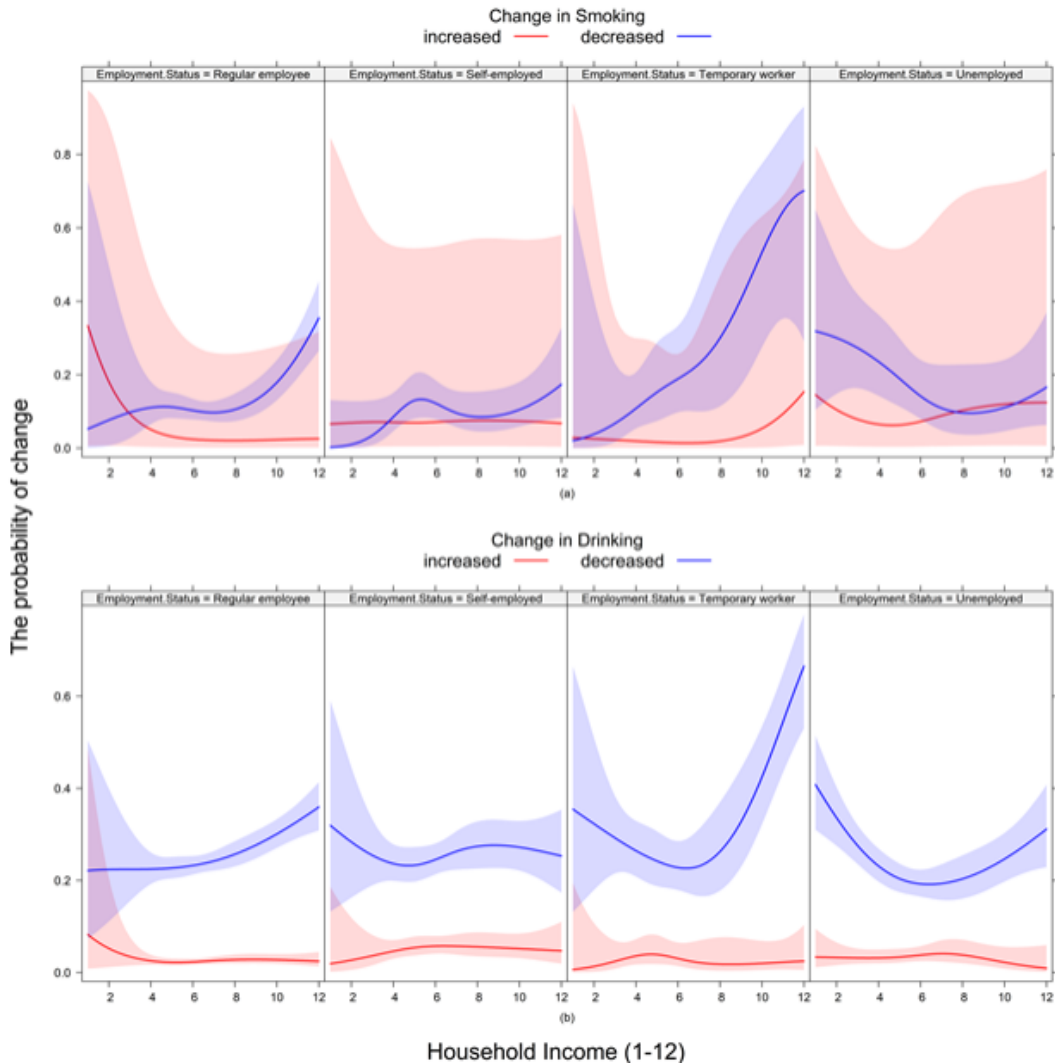 Change in Smoking
increased decreased
Employment.Status = Regular employee Employment.Status = Self-employed Employment.Status = Temporary worker Employment.Status = Unemployed
0.8
0.6
0.4
0.2
0.0
2 4 6 8 10 12 2 4 6 8 10 12 2 4 6 8 10 12 2 4 6 8 10 12
(a)
The probability of change
Change in Drinking
increased decreased
Employment.Status = Regular employee Employment.Status = Self-employed Employment.Status = Temporary worker Employment.Status = Unemployed
0.6
0.4
0.2
0.0
2 4 6 8 10 12 2 4 6 8 10 12 2 4 6 8 10 12 2 4 6 8 10 12
(b)
Household Income (1-12)